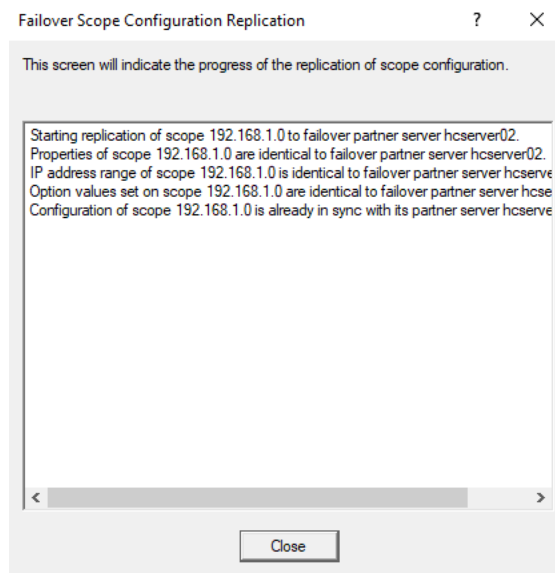 Failover Scope Configuration Replication ? ×
This screen will indicate the progress of the replication of scope configuration.
Starting replication of scope 192.168.1.0 to failover partner server hcserver02.
Properties of scope 192.168.1.0 are identical to failover partner server hcserver02.
IP address range of scope 192.168.1.0 is identical to failover partner server hcserve
Option values set on scope 192.168.1.0 are identical to failover partner server hcse
Configuration of scope 192.168.1.0 is already in sync with its partner server hcserve
Close